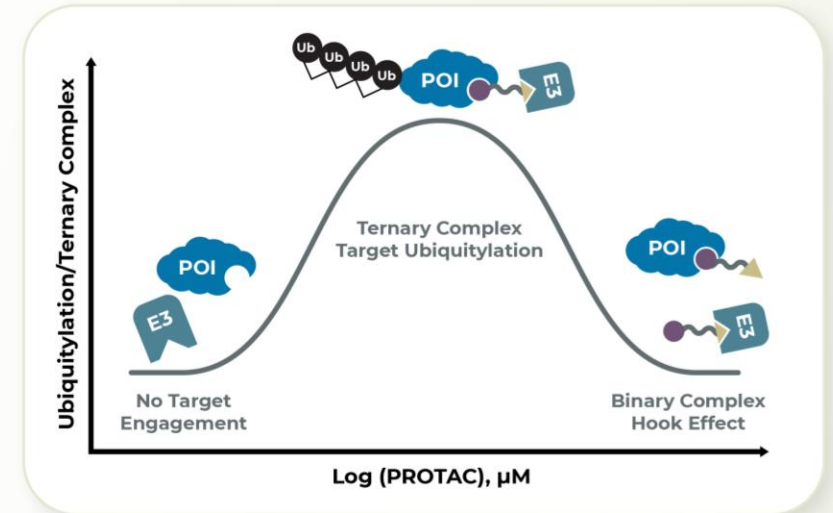 Ubiquitylation/Ternary Complex
Ub
Ub
Ub
Ub
POI
E3
Ternary Complex
Target Ubiquitylation
POI
E3
POI
E3
No Target
Engagement
Binary Complex
Hook Effect
Log (PROTAC), μM